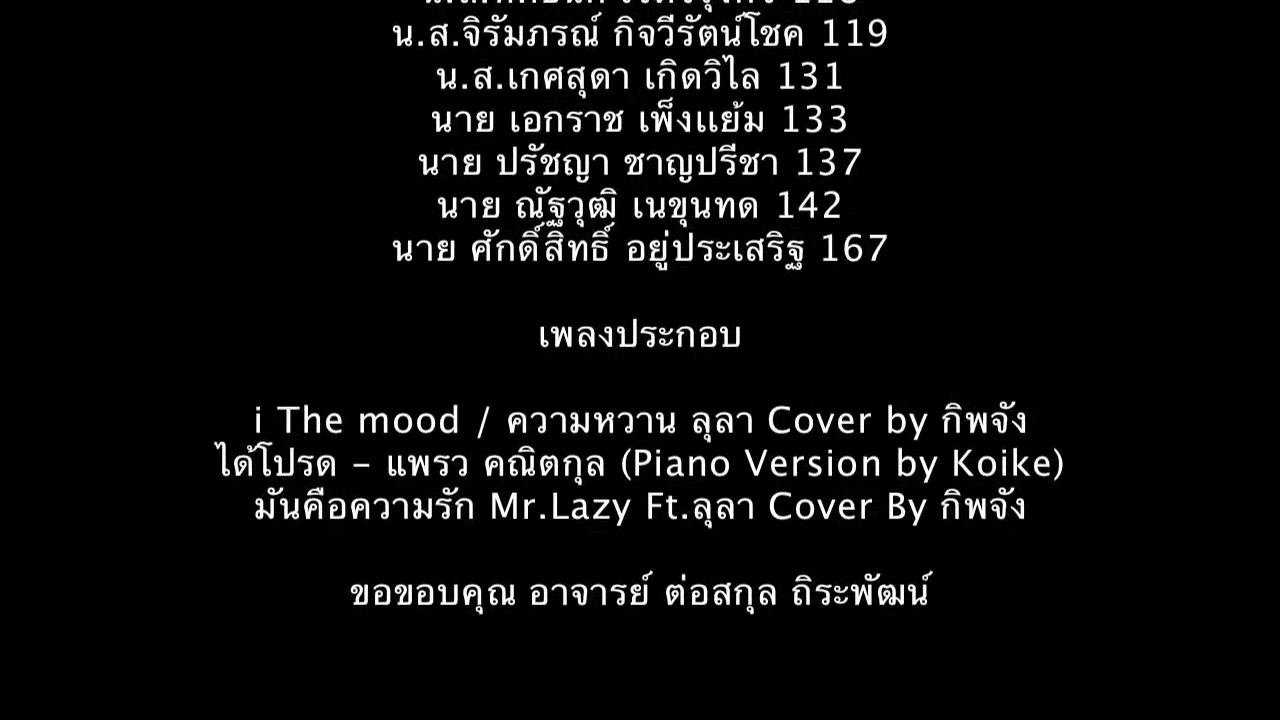 น.ส.จิรัมภรณ์ กิจวีรัตน์โชค 119
น.ส.เกศสุดา เกิดวิไล 131
นาย เอกราช เพ็งแย้ม 133
นาย ปรัชญา ชาญปรีชา 137
นาย ณัฐวุฒิ เนขุนทด 142
นาย ศักดิ์สิทธิ์ อยู่ประเสริฐ 167
เพลงประกอบ
i The mood / ความหวาน ลุลา Cover by กิพจัง
ได้โปรด – แพรว คณิตกุล (Piano Version by Koike)
มันคือความรัก Mr.Lazy Ft.ลุลา Cover By กิพจัง
ขอขอบคุณ อาจารย์ ต่อสกุล ถิระพัฒน์